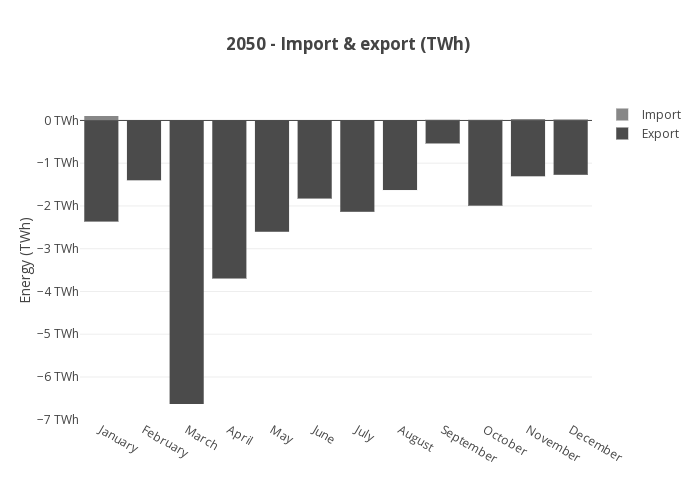 2050 - Import & export (TWh)
Import
Export
Energy (TWh)
0 TWh
−1 TWh
−2 TWh
−3 TWh
−4 TWh
−5 TWh
−6 TWh
−7 TWh
January
February
March
April
May
June
July
August
September
October
November
December